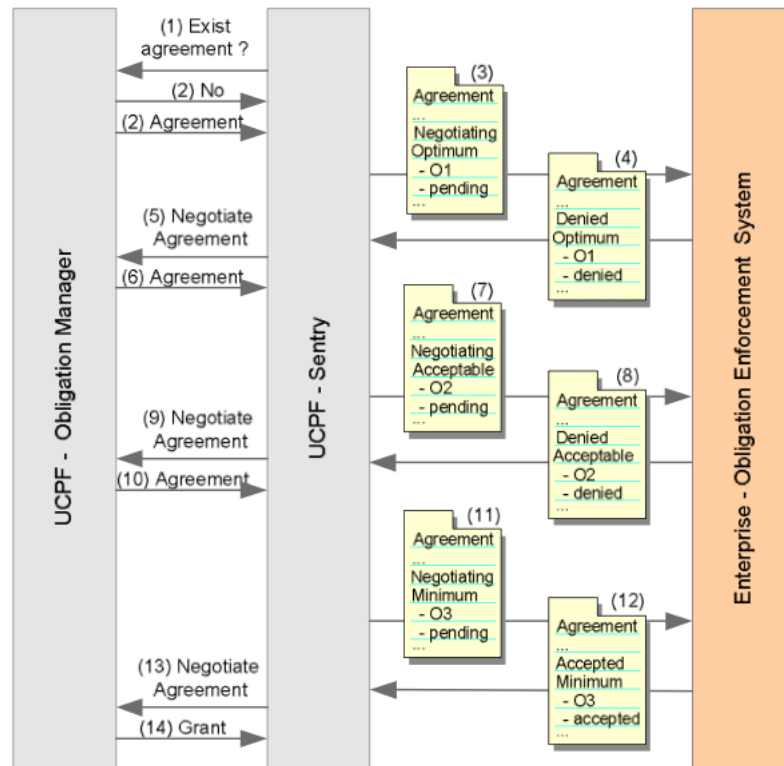 UCPF - Obligation Manager
(1) Exist
agreement ?
(2) No
(2) Agreement
(5) Negotiate
Agreement
(6) Agreement
(9) Negotiate
Agreement
(10) Agreement
(13) Negotiate
Agreement
(14) Grant
UCPF - Sentry
(3)
Agreement
...
Negotiating
Optimum
- O1
- pending
...
(4)
Agreement
...
Denied
Optimum
- O1
- denied
...
(7)
Agreement
...
Negotiating
Acceptable
- O2
- pending
...
(8)
Agreement
...
Denied
Acceptable
- O2
- denied
...
(11)
Agreement
...
Negotiating
Minimum
- O3
- pending
...
(12)
Agreement
...
Accepted
Minimum
- O3
- accepted
...
Enterprise - Obligation Enforcement System